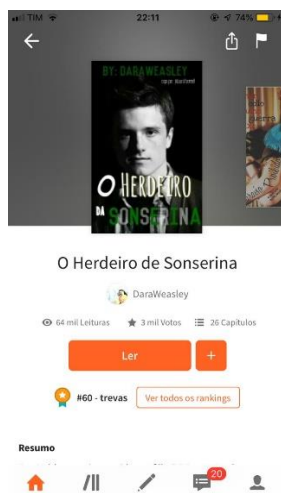 TIM
22:11
74%
BY: DARAWEASLEY
O HERDEIRO
DA SONSERINA
guerra
O Herdeiro de Sonserina
DaraWeasley
64 mil Leituras 3 mil Votos 26 Capítulos
Ler +
#60 - trevas Ver todos os rankings
Resumo
20